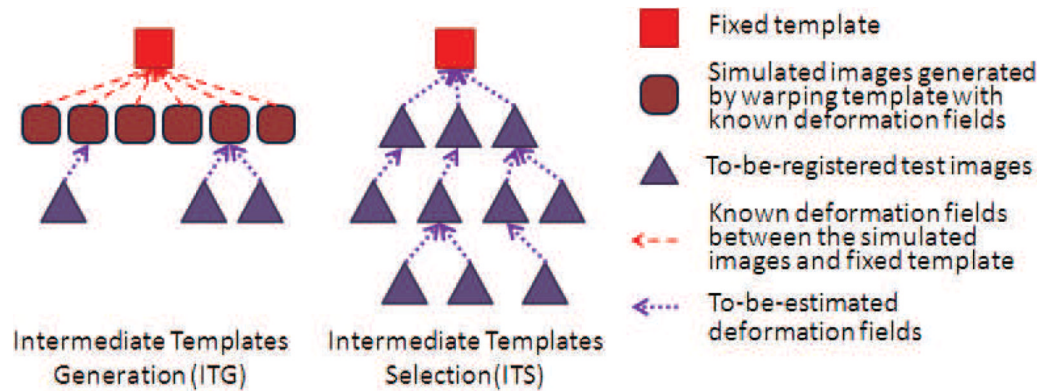 Fixed template
Simulated images generated
by warping template with
known deformation fields
To-be-registered test images
Known deformation fields
between the simulated
images and fixed template
To-be-estimated
deformation fields
Intermediate Templates
Generation (ITG)
Intermediate Templates
Selection(ITS)